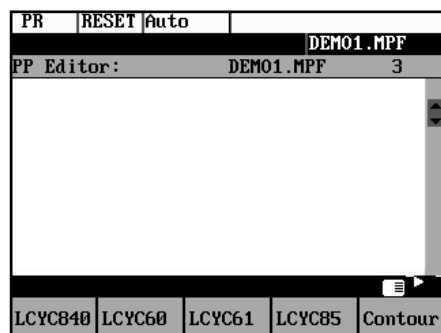 PR RESET Auto
DEMO1.MPF
PP Editor: DEMO1.MPF 3
LCYC840 LCYC60 LCYC61 LCYC85 Contour